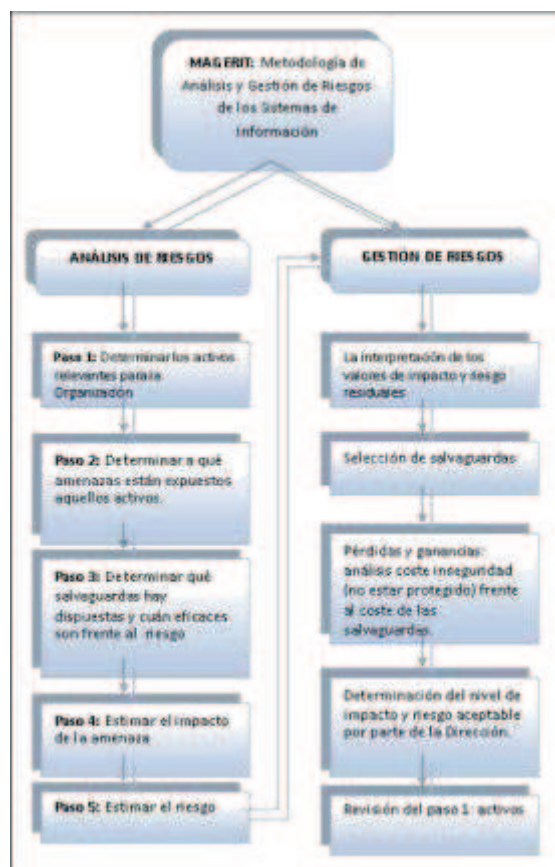 MAGERIT: Metodología de
Análisis y Gestión de Riesgos
de los Sistemas de
Información
ANÁLISIS DE RIESGOS
Paso 1: Determinar los activos
relevantes para la
Organización
Paso 2: Determinar a qué
amenazas están expuestos
aquellos activos.
Paso 3: Determinar qué
salvaguardas hay
dispuestas y cuán eficaces
son frente al riesgo
Paso 4: Estimar el impacto
de la amenaza
Paso 5: Estimar el riesgo
GESTIÓN DE RIESGOS
La interpretación de los
valores de impacto y riesgo
residuales
Selección de salvaguardas
Pérdidas y ganancias:
análisis coste inseguridad
(no estar protegido) frente
al coste de las
salvaguardas.
Determinación del nivel de
impacto y riesgo aceptable
por parte de la Dirección.
Revisión del paso 1: activos